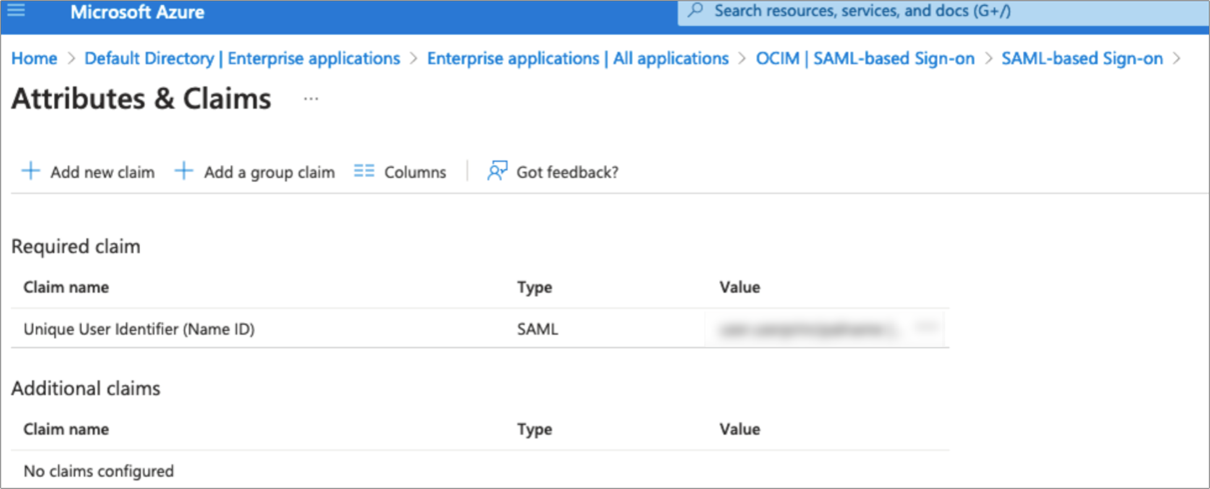 Microsoft Azure
Search resources, services, and docs (G+/)
Home > Default Directory | Enterprise applications > Enterprise applications | All applications > OCIM | SAML-based Sign-on > SAML-based Sign-on >
Attributes & Claims ...
+ Add new claim + Add a group claim Columns | Got feedback?
Required claim
Claim name Type Value
Unique User Identifier (Name ID) SAML
Additional claims
Claim name Type Value
No claims configured